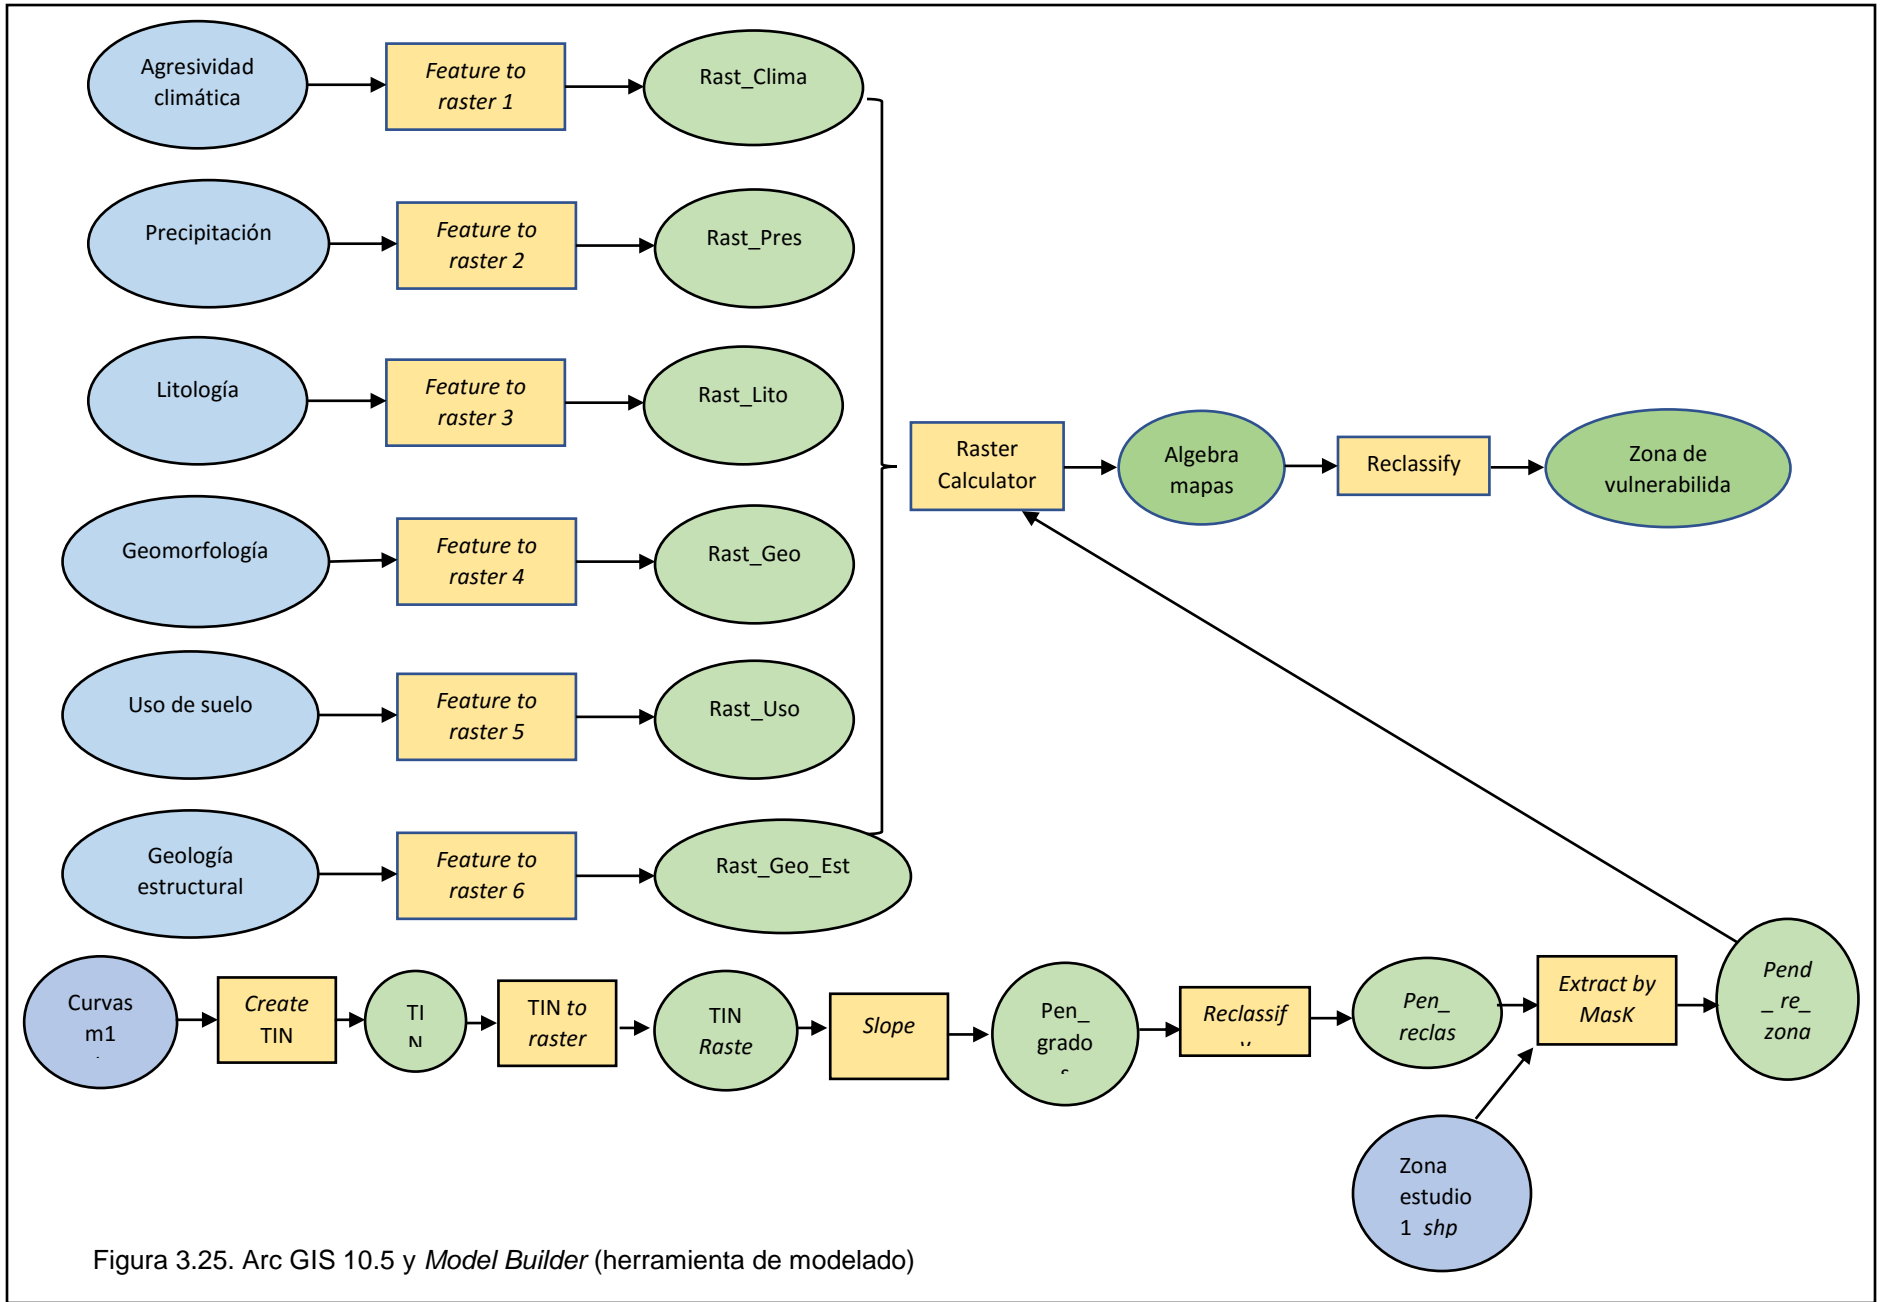 Agresividad
climática
Feature to
raster 1
Rast_Clima
Precipitación
Feature to
raster 2
Rast_Pres
Litología
Feature to
raster 3
Rast_Lito
Raster
Calculator
Algebra
mapas
Reclassify
Zona de
vulnerabilida
Geomorfología
Feature to
raster 4
Rast_Geo
Uso de suelo
Feature to
raster 5
Rast_Uso
Geología
estructural
Feature to
raster 6
Rast_Geo_Est
Curvas
m1
Create
TIN
TI
N
TIN to
raster
TIN
Raste
Slope
Pen_
grado
s
Reclassif
y
Pen_
reclas
Extract by
MasK
Pend
_re_
zona
Zona
estudio
1 shp
Figura 3.25. Arc GIS 10.5 y Model Builder (herramienta de modelado)